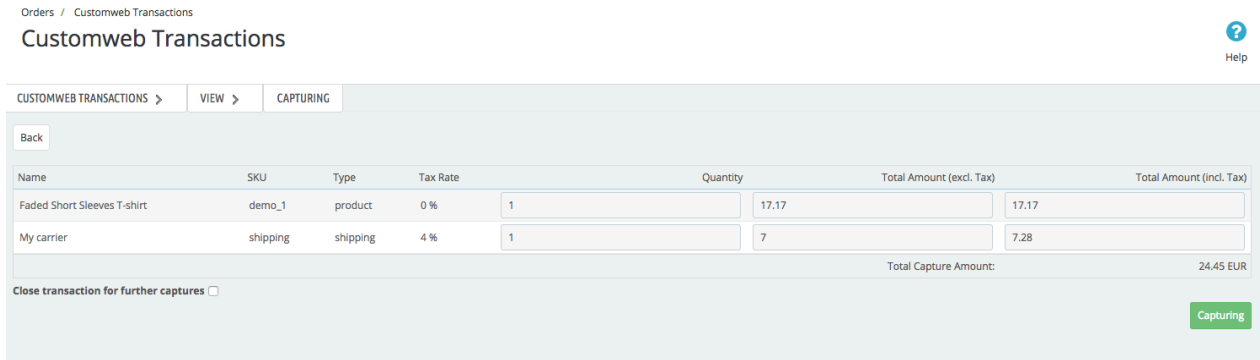 Orders / Customweb Transactions
Customweb Transactions
?
Help
CUSTOMWEB TRANSACTIONS > VIEW > CAPTURING
Back
Name SKU Type Tax Rate Quantity Total Amount (excl. Tax) Total Amount (incl. Tax)
Faded Short Sleeves T-shirt demo_1 product 0 % 1 17.17 17.17
My carrier shipping shipping 4 % 1 7 7.28
Total Capture Amount: 24.45 EUR
Close transaction for further captures
Capturing